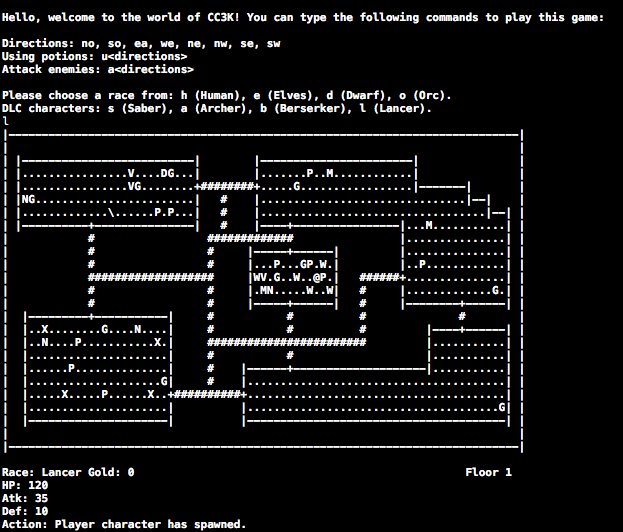 Hello, welcome to the world of CC3K! You can type the following commands to play this game:
Directions: no, so, ea, we, ne, nw, se, sw
Using potions: u<directions>
Attack enemies: a<directions>
Please choose a race from: h (Human), e (Elves), d (Dwarf), o (Orc).
DLC characters: s (Saber), a (Archer), b (Berserker), l (Lancer).
l
|-----------------------------------------------------------------------------|
|                                                                             |
| |--------------------------|        |-----------------------|               |
| |................V....DG...|        |.......P..M............|               |
| |................VG........+########+.....G.................|-------|       |
| |NG........................|   #    |...............................|--|    |
| |.............\......P.P...|   #    |..................................|--| |
| |----------+---------------|   #    |----+----------------|...M...........| |
|            #                 #############                |...............| |
|            #                 #     |-----+------|         |...............| |
|            #                 #     |...P...GP.W.|         |..P............| |
|            ###################     |WV.G..W..@P.|   ######+...............| |
|            #                 #     |.MN.....W..W|   #     |.............G.| |
|            #                 #     |-----+------|   #     |--------+------| |
|  |---------+-----------|     #           #          #              #        |
|  |..X........G....N....|     #           #          #         |----+------| |
|  |..N....P...........X.|     ########################         |...........| |
|  |.....................|     #           #                    |...........| |
|  |......P..............|     #    |------+--------------------|...........| |
|  |....................G|     #    |.......................................| |
|  |.....X.....P......X..+##########+.......................................| |
|  |.....................|          |......................................G| |
|  |---------------------|          |---------------------------------------| |
|                                                                             |
|-----------------------------------------------------------------------------|
Race: Lancer Gold: 0                                                  Floor 1
HP: 120
Atk: 35
Def: 10
Action: Player character has spawned.